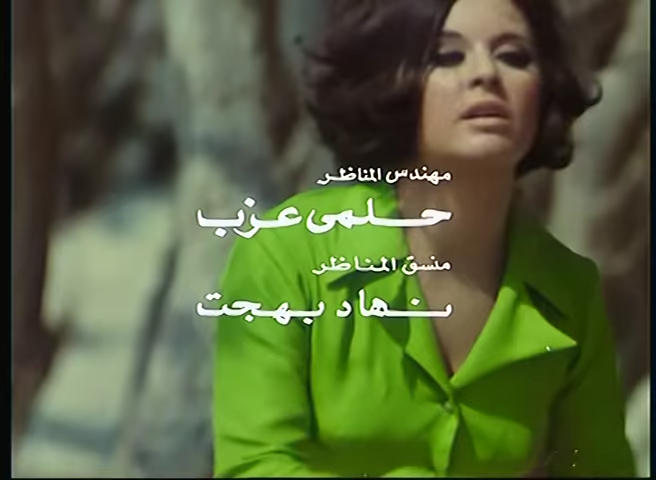 مهندس المناظر
حلمى عزب
منسق المناظر
نهاد بهجت